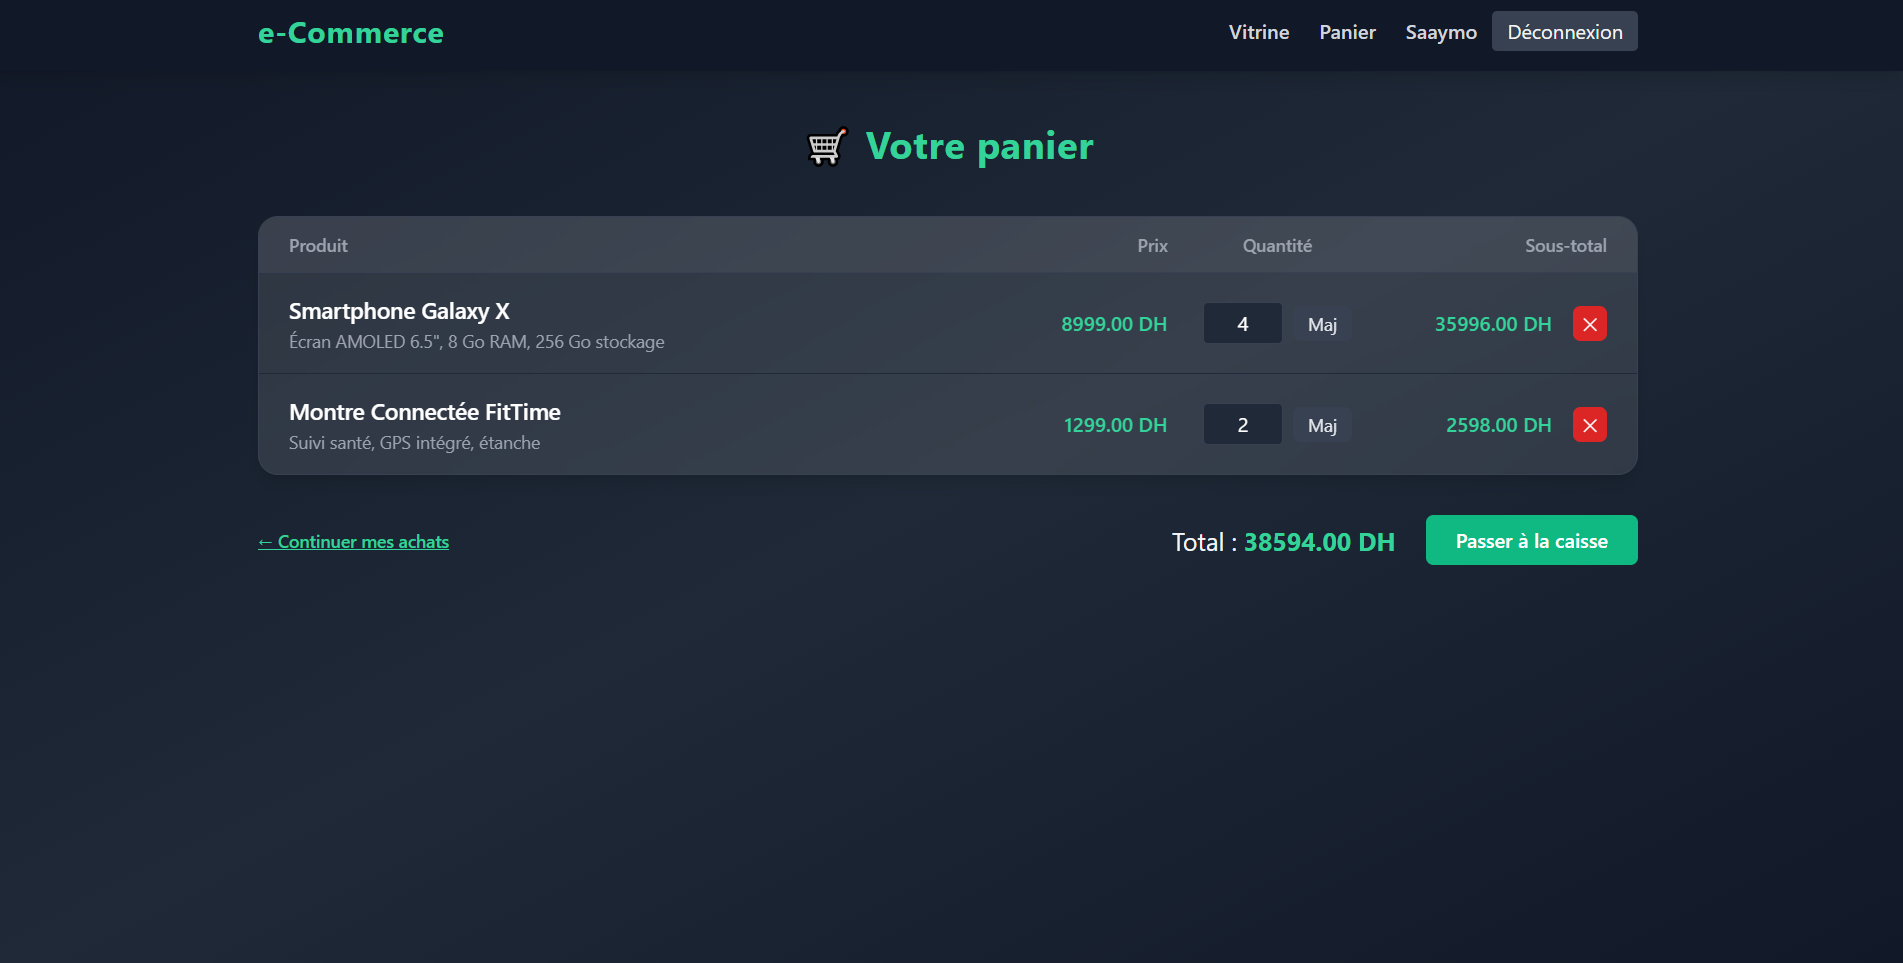 e-Commerce Vitrine Panier Saaymo Déconnexion
Votre panier
Produit Prix Quantité Sous-total
Smartphone Galaxy X
Écran AMOLED 6.5", 8 Go RAM, 256 Go stockage
8999.00 DH 4 Maj 35996.00 DH ×
Montre Connectée FitTime
Suivi santé, GPS intégré, étanche
1299.00 DH 2 Maj 2598.00 DH ×
← Continuer mes achats Total : 38594.00 DH Passer à la caisse